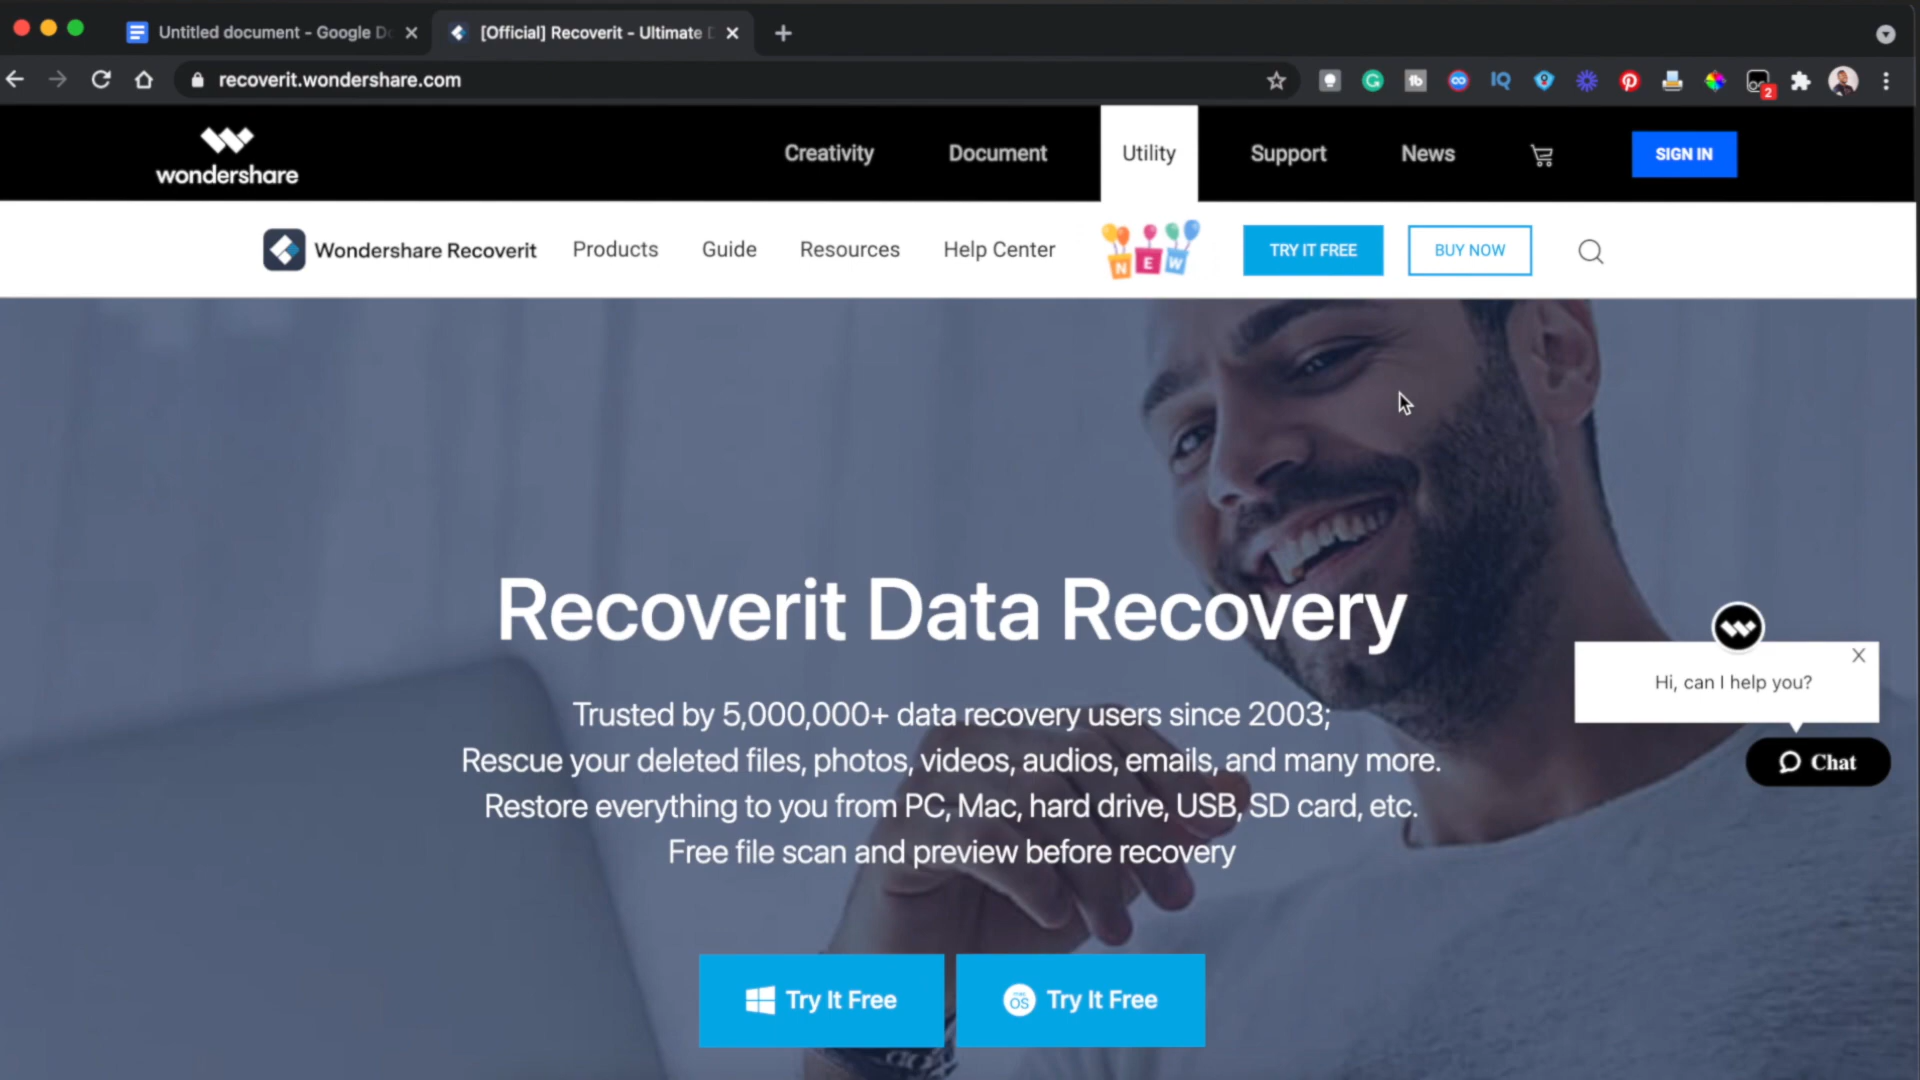 Untitled document - Google D
[Official] Recoverit - Ultimate
recoverit.wondershare.com
2
wondershare
Creativity
Document
Utility
Support
News
SIGN IN
Wondershare Recoverit
Products
Guide
Resources
Help Center
NEW
TRY IT FREE
BUY NOW
Recoverit Data Recovery
Trusted by 5,000,000+ data recovery users since 2003;
Rescue your deleted files, photos, videos, audios, emails, and many more.
Restore everything to you from PC, Mac, hard drive, USB, SD card, etc.
Free file scan and preview before recovery
Hi, can I help you?
Chat
Try It Free
OS
Try It Free